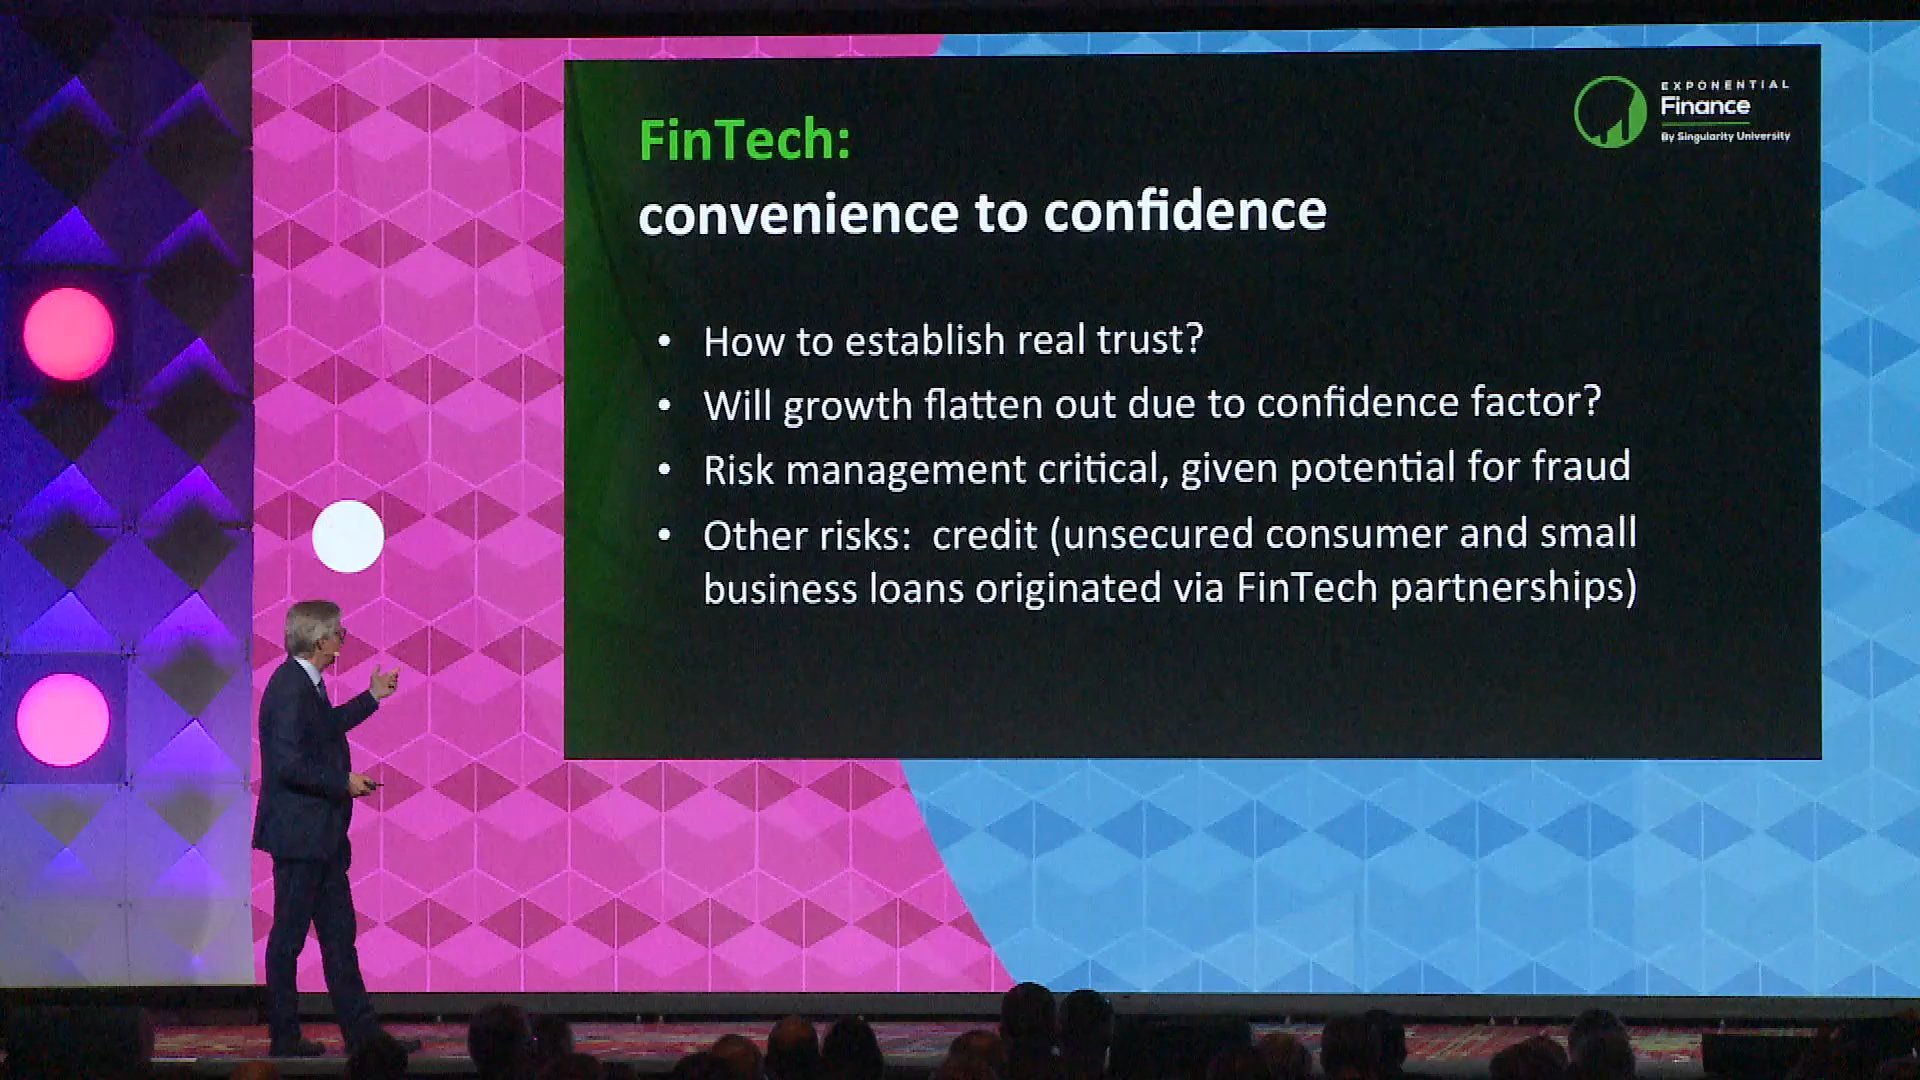 EXPONENTIAL
Finance
By Singularity University
FinTech:
convenience to confidence
• How to establish real trust?
• Will growth flatten out due to confidence factor?
• Risk management critical, given potential for fraud
• Other risks:  credit (unsecured consumer and small
business loans originated via FinTech partnerships)